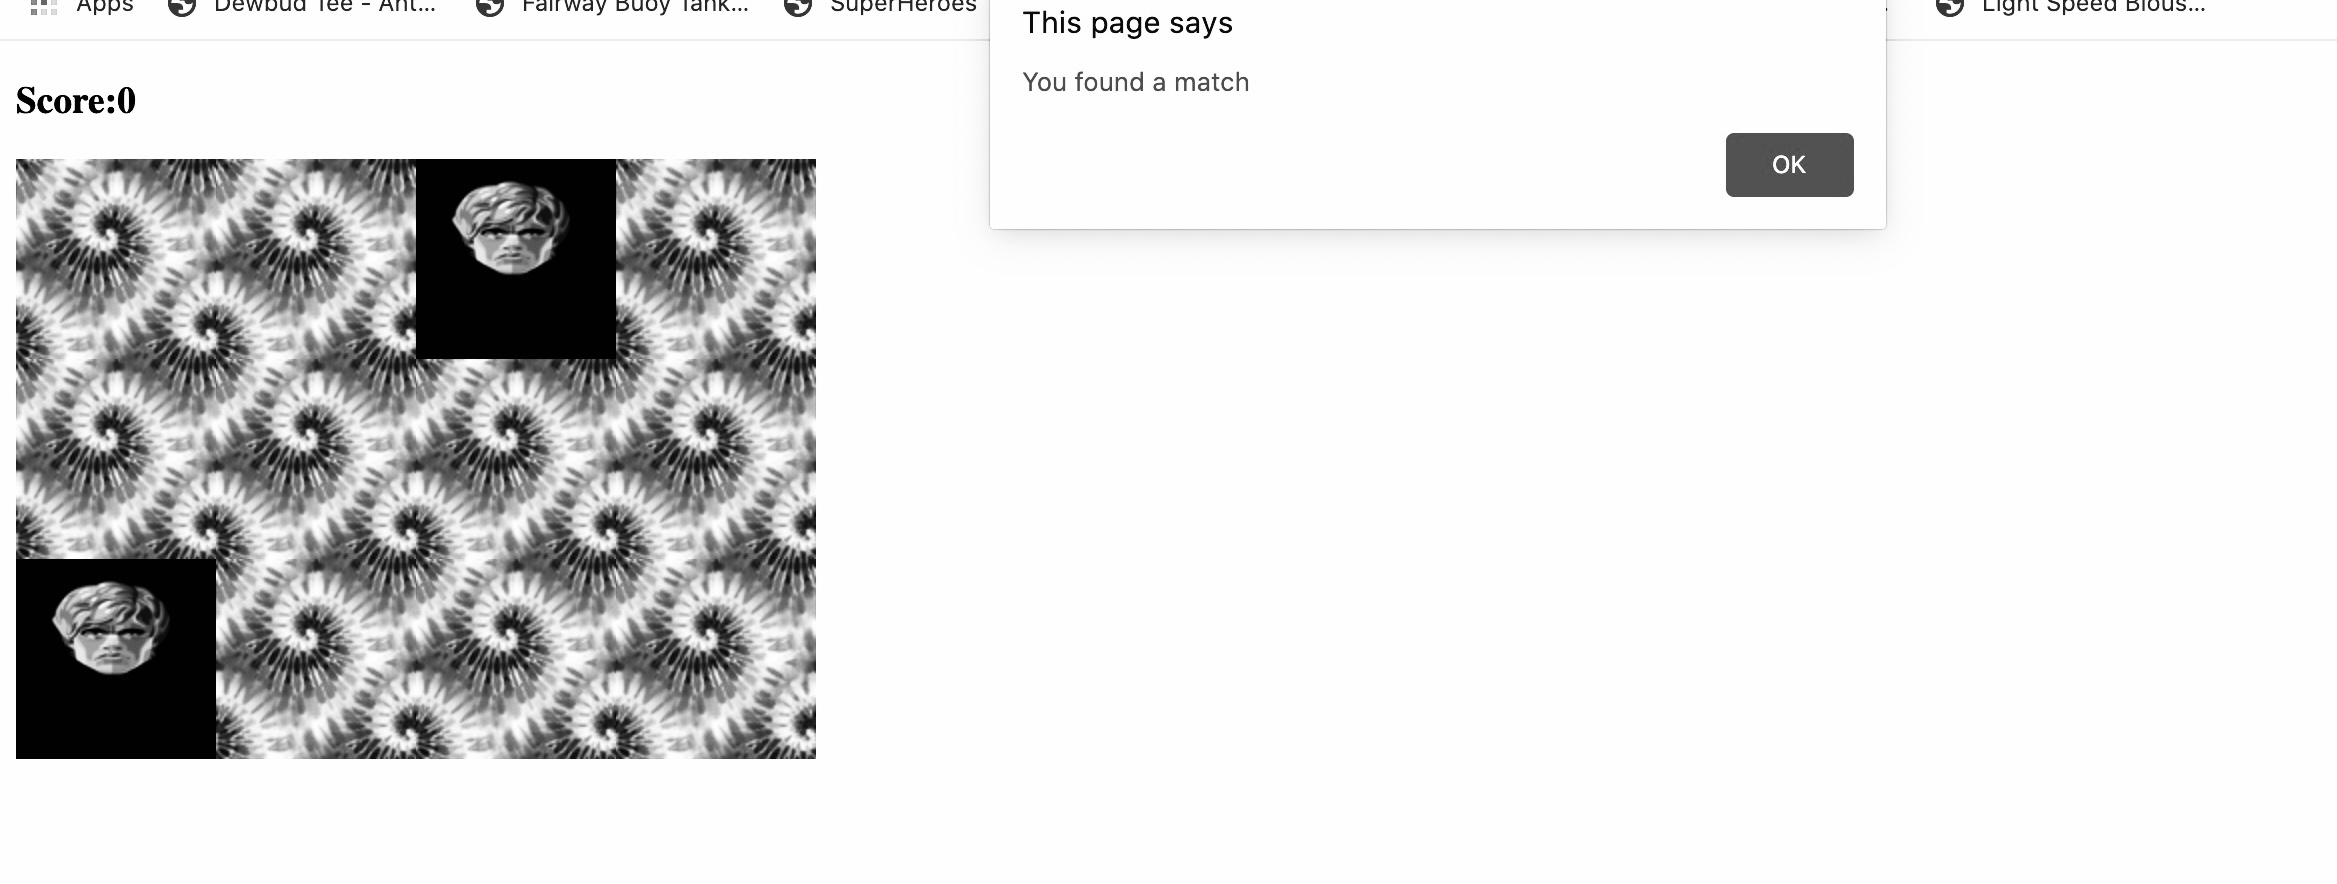 Apps Dewbud Tee - Ant... Fairway Buoy Tank... SuperHeroes Light Speed Blous...
This page says
You found a match
OK
Score:0